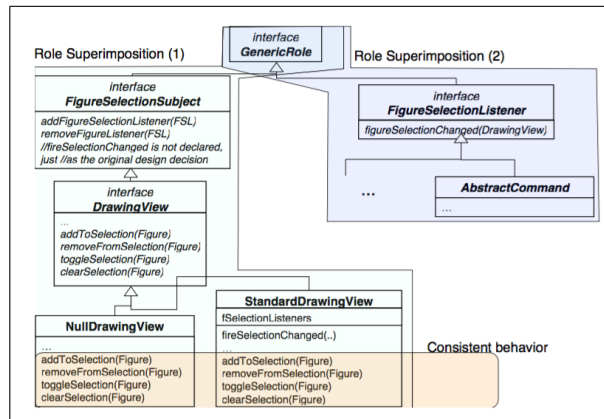 interface
GenericRole
Role Superimposition (1)
Role Superimposition (2)
interface
FigureSelectionSubject
addFigureSelectionListener(FSL)
removeFigureListener(FSL)
//fireSelectionChanged is not declared,
just //as the original design decision
interface
FigureSelectionListener
figureSelectionChanged(DrawingView)
...
AbstractCommand
...
interface
DrawingView
...
addToSelection(Figure)
removeFromSelection(Figure)
toggleSelection(Figure)
clearSelection(Figure)
NullDrawingView
...
addToSelection(Figure)
removeFromSelection(Figure)
toggleSelection(Figure)
clearSelection(Figure)
StandardDrawingView
fSelectionListeners
fireSelectionChanged(..)
...
addToSelection(Figure)
removeFromSelection(Figure)
toggleSelection(Figure)
clearSelection(Figure)
Consistent behavior